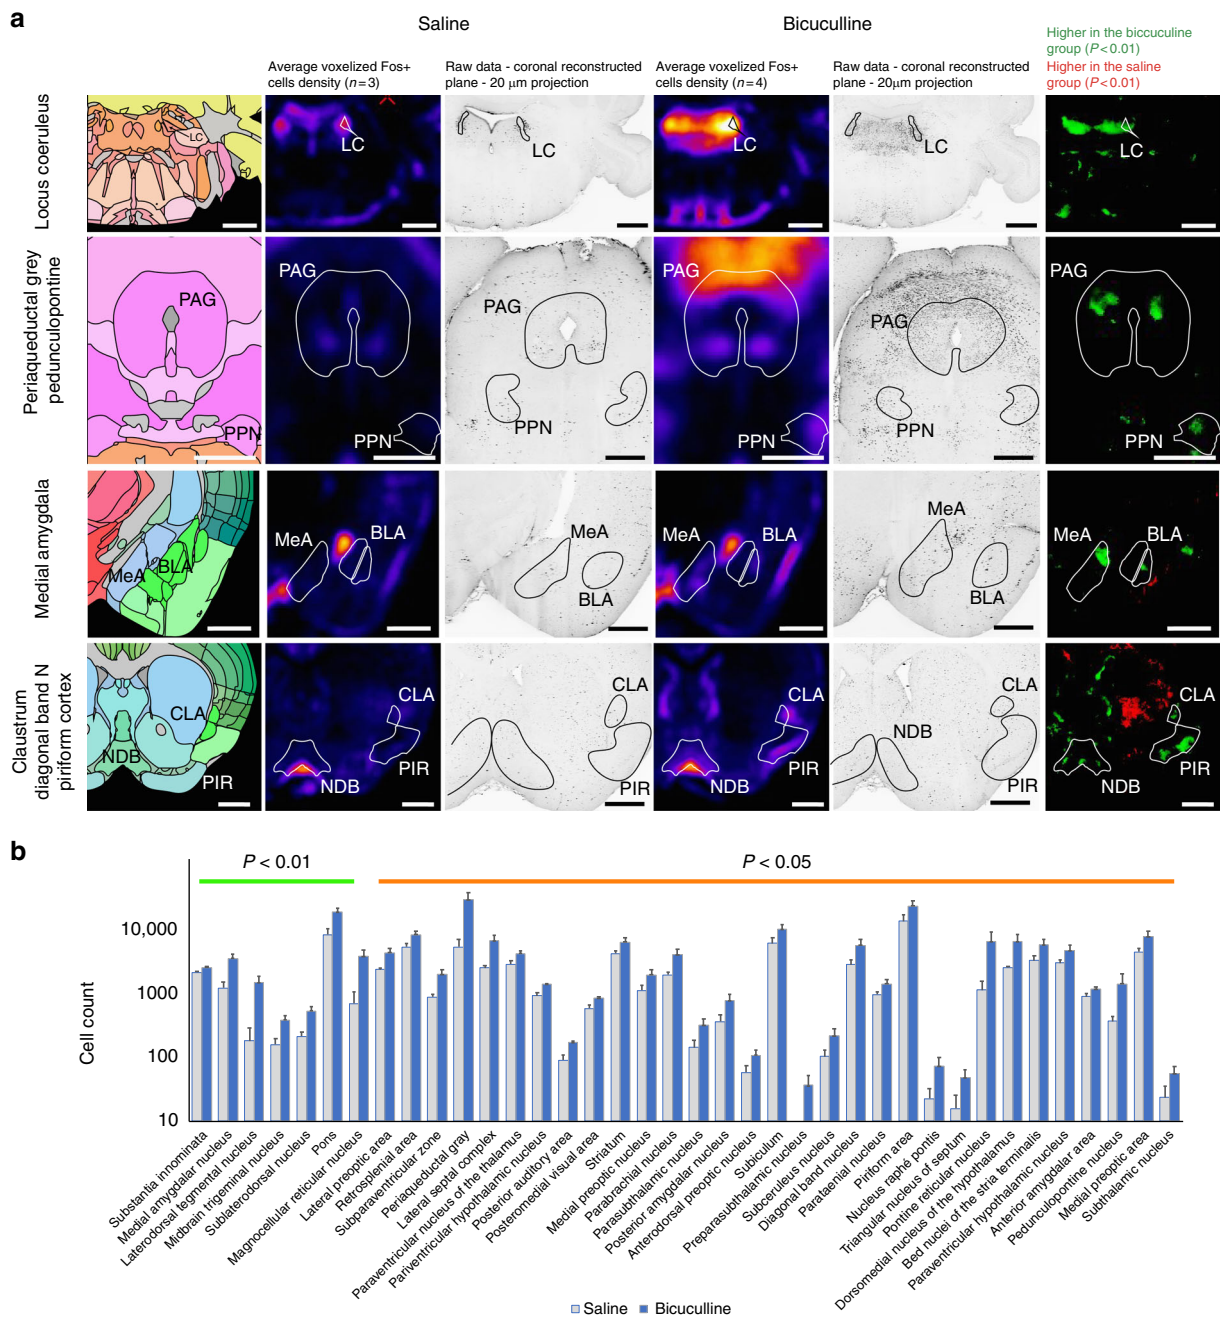 a
Saline
Bicuculline
Average voxelized Fos+
cells density (n=3)
Raw data - coronal reconstructed
plane - 20 μm projection
Average voxelized Fos+
cells density (n=4)
Raw data - coronal reconstructed
plane - 20μm projection
Higher in the biccuculine
group (P<0.01)
Higher in the saline
group (P<0.01)
Locus coeruleus
LC
LC
LC
LC
LC
LC
Periaqueductal grey
pedunculopontine
PAG
PPN
PAG
PPN
PAG
PPN
PAG
PPN
PAG
PPN
PAG
PPN
Medial amygdala
MeA
BLA
MeA
BLA
MeA
BLA
MeA
BLA
MeA
BLA
MeA
BLA
Claustrum
diagonal band N
piriform cortex
CLA
NDB
PIR
CLA
NDB
PIR
CLA
PIR
CLA
NDB
PIR
CLA
NDB
PIR
CLA
NDB
PIR
b
P < 0.01
P < 0.05
Cell count
10,000
1000
100
10
Substantia innominata
Medial amygdalar nucleus
Laterodorsal tegmental nucleus
Midbrain trigeminal nucleus
Sublaterodorsal nucleus
Pons
Magnocellular reticular nucleus
Lateral preoptic area
Retrosplenial area
Subparaventricular zone
Periaqueductal gray
Lateral septal complex
Paraventricular nucleus of the thalamus
Pariventricular hypothalamic nucleus
Posterior auditory area
Posteromedial visual area
Striatum
Medial preoptic nucleus
Parabrachial nucleus
Parasubthalamic nucleus
Posterior amygdalar nucleus
Anterodorsal preoptic nucleus
Subiculum
Preparasubthalamic nucleus
Subceruleus nucleus
Diagonal band nucleus
Parataenial nucleus
Piriform area
Nucleus raphé pontis
Triangular nucleus of septum
Pontine reticular nucleus
Dorsomedial nucleus of the hypothalamus
Bed nuclei of the stria terminalis
Paraventricular hypothalamic nucleus
Anterior amygdalar area
Pedunculopontine nucleus
Medial preoptic area
Subthalamic nucleus
Saline
Bicuculline